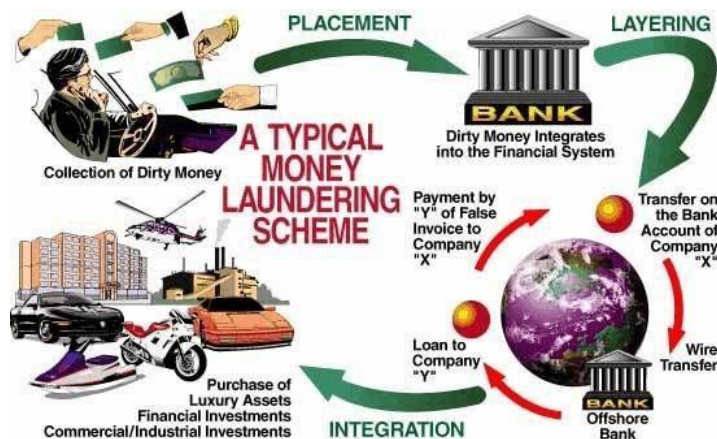 PLACEMENT
LAYERING
BANK
Dirty Money Integrates
into the Financial System
Collection of Dirty Money
A TYPICAL
MONEY
LAUNDERING
SCHEME
Payment by
"Y" of False
Invoice to
Company
"X"
Transfer on
the Bank
Account of
Company
"X"
Loan to
Company
"Y"
Wire
Transfer
BANK
Offshore
Bank
Purchase of
Luxury Assets
Financial Investments
Commercial/Industrial Investments
INTEGRATION